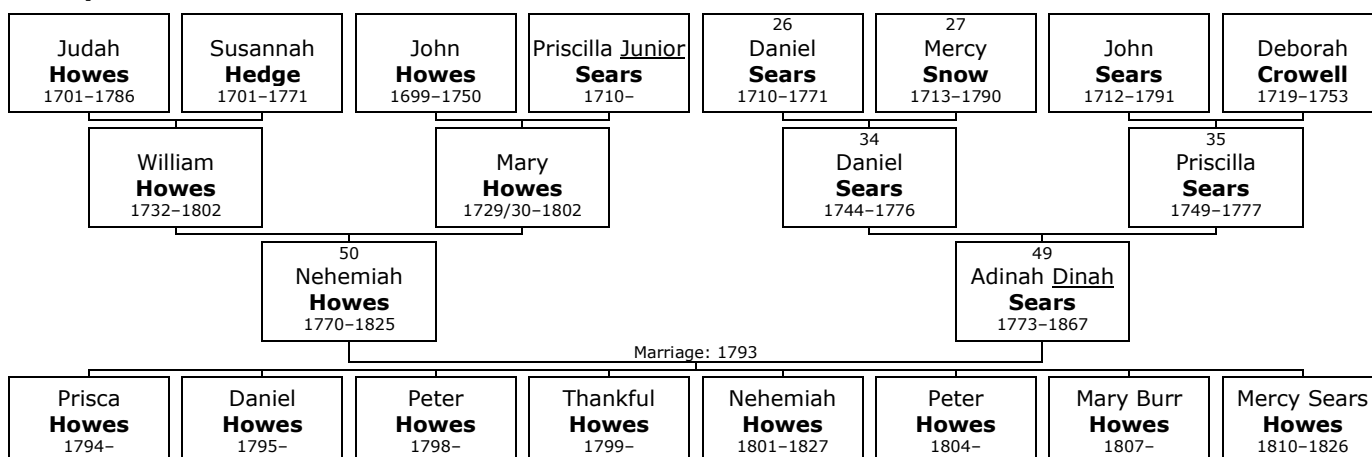 Judah
Howes
1701–1786
Susannah
Hedge
1701–1771
John
Howes
1699–1750
Priscilla Junior
Sears
1710–
26
Daniel
Sears
1710–1771
27
Mercy
Snow
1713–1790
John
Sears
1712–1791
Deborah
Crowell
1719–1753
William
Howes
1732–1802
Mary
Howes
1729/30–1802
34
Daniel
Sears
1744–1776
35
Priscilla
Sears
1749–1777
50
Nehemiah
Howes
1770–1825
49
Adinah Dinah
Sears
1773–1867
Marriage: 1793
Prisca
Howes
1794–
Daniel
Howes
1795–
Peter
Howes
1798–
Thankful
Howes
1799–
Nehemiah
Howes
1801–1827
Peter
Howes
1804–
Mary Burr
Howes
1807–
Mercy Sears
Howes
1810–1826